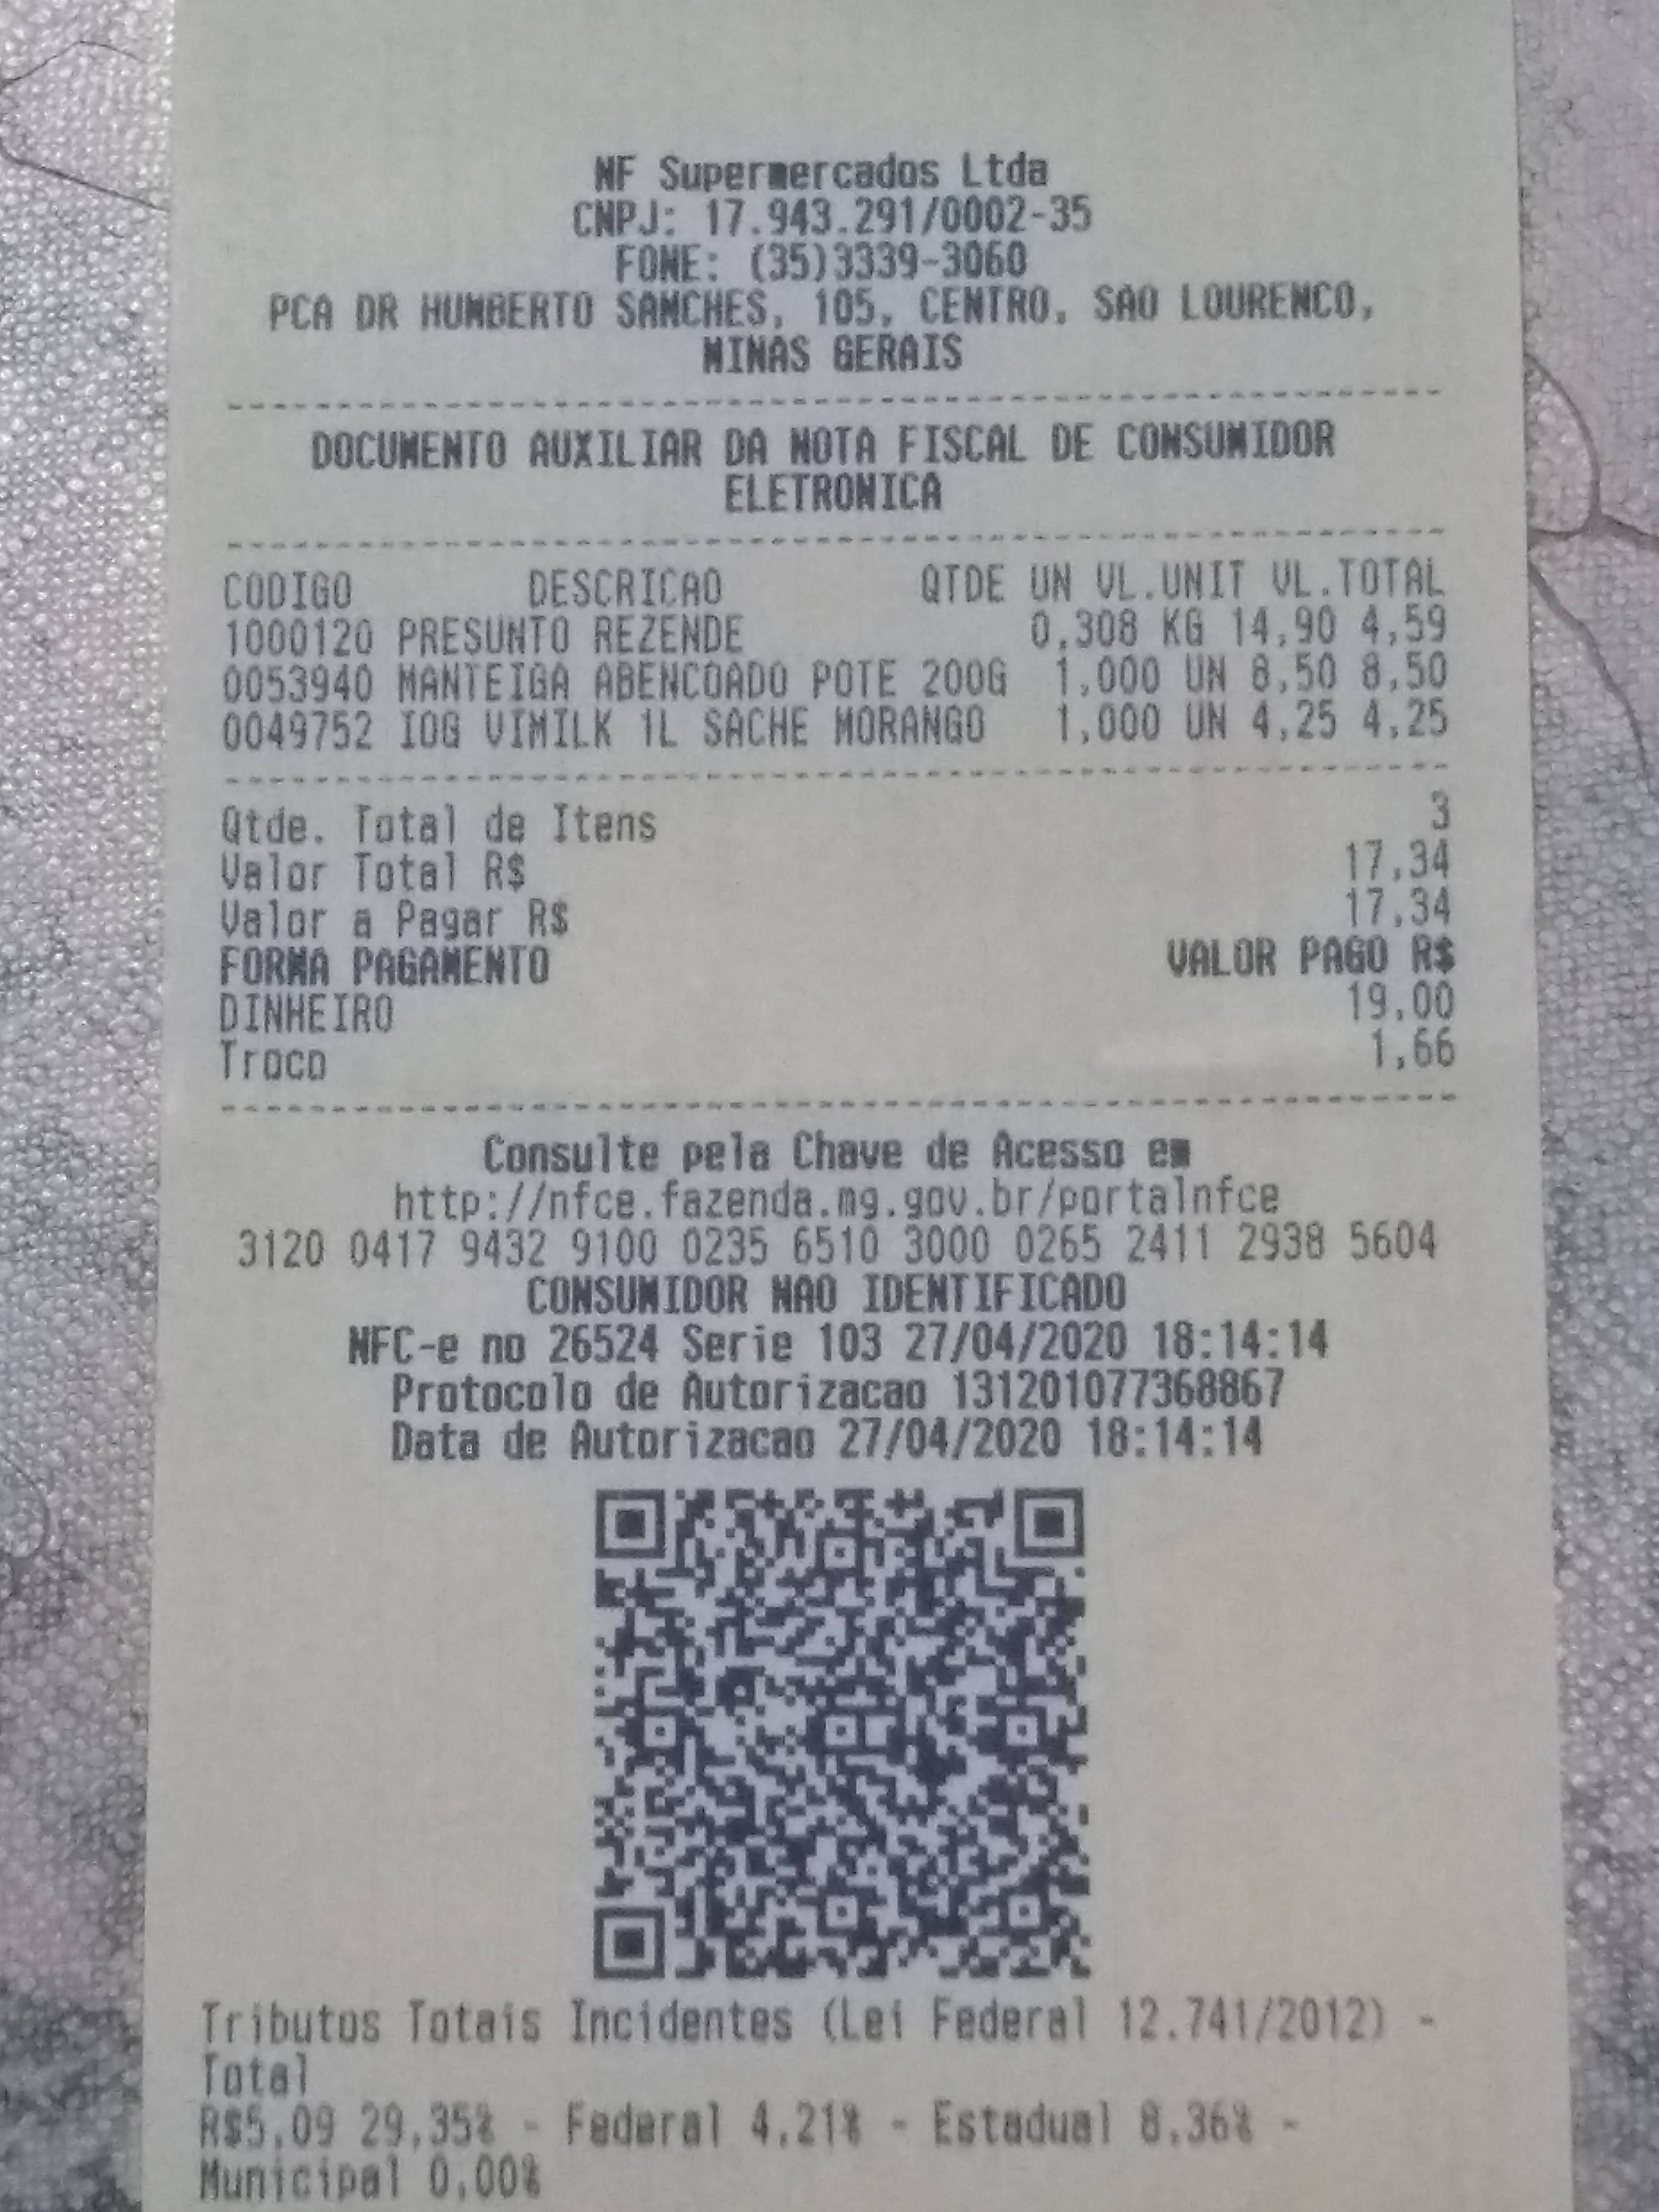 NF Supermercados Ltda
CNPJ: 17.943.291/0002-35
FONE: (35)3339-3060
PCA DR HUMBERTO SANCHES, 105, CENTRO, SAO LOURENCO,
MINAS GERAIS
DOCUMENTO AUXILIAR DA NOTA FISCAL DE CONSUMIDOR
ELETRONICA
CODIGO DESCRICAO QTDE UN VL.UNIT VL.TOTAL
1000120 PRESUNTO REZENDE 0,308 KG 14,90 4,59
0053940 MANTEIGA ABENCOADO POTE 200G 1,000 UN 8,50 8,50
0049752 IOG VIMILK 1L SACHE MORANGO 1,000 UN 4,25 4,25
Qtde. Total de Itens 3
Valor Total R$ 17,34
Valor a Pagar R$ 17,34
FORMA PAGAMENTO VALOR PAGO R$
DINHEIRO 19,00
Troco 1,66
Consulte pela Chave de Acesso em
http://nfce.fazenda.mg.gov.br/portalnfce
3120 0417 9432 9100 0235 6510 3000 0265 2411 2938 5604
CONSUMIDOR NAO IDENTIFICADO
NFC-e no 26524 Serie 103 27/04/2020 18:14:14
Protocolo de Autorizacao 131201077368867
Data de Autorizacao 27/04/2020 18:14:14
Tributos Totais Incidentes (Lei Federal 12.741/2012) -
Total
R$5,09 29,35% - Federal 4,21% - Estadual 8,36% -
Municipal 0,00%